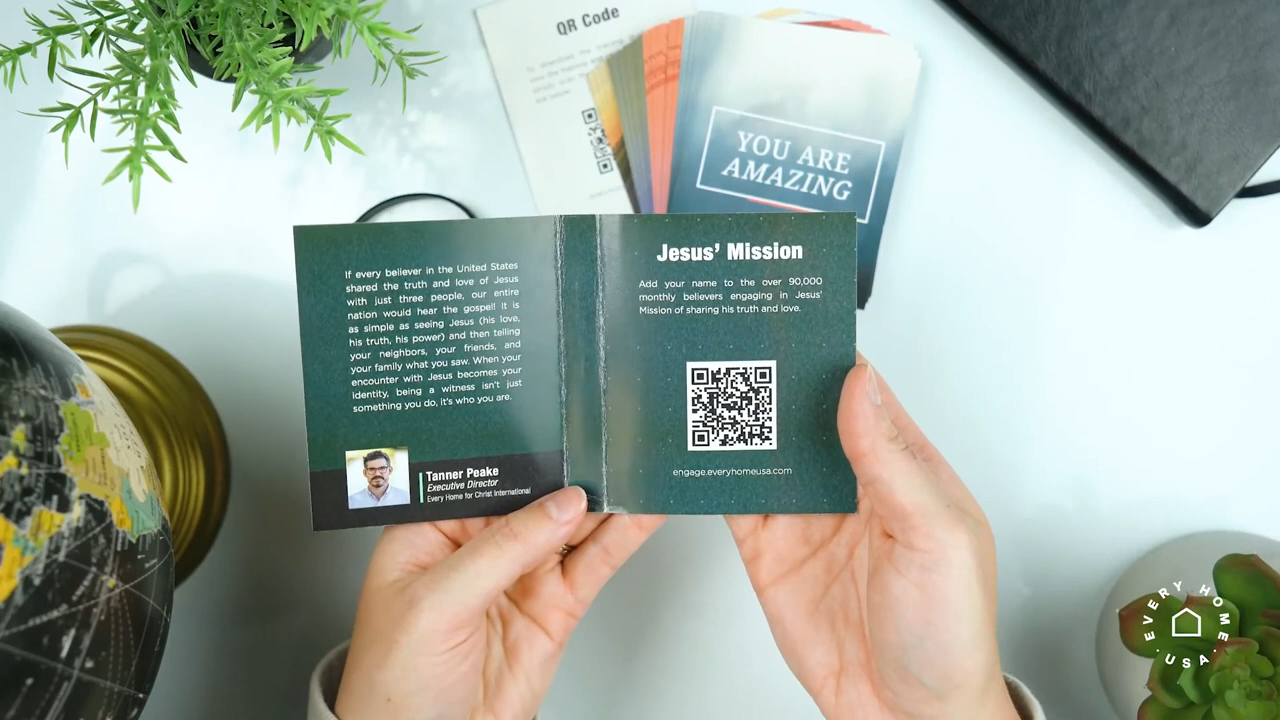 QR Code
YOU ARE
AMAZING
If every believer in the United States
shared the truth and love of Jesus
with just three people, our entire
nation would hear the gospel! It is
as simple as seeing Jesus (his love,
his truth, his power) and then telling
your neighbors, your friends, and
your family what you saw. When your
encounter with Jesus becomes your
identity, being a witness isn't just
something you do, it's who you are.
Tanner Peake
Executive Director
Every Home for Christ International
Jesus' Mission
Add your name to the over 90,000
monthly believers engaging in Jesus'
Mission of sharing his truth and love.
engage.everyhomeusa.com
EVERY HOME
· USA ·